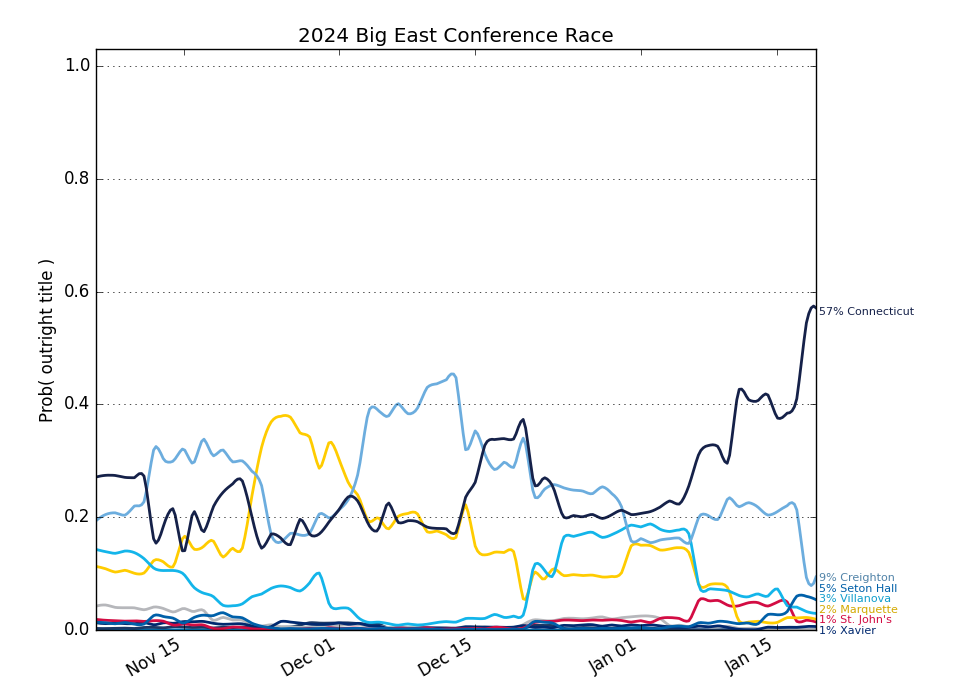 2024 Big East Conference Race
1.0
0.8
0.6
0.4
0.2
0.0
Prob( outright title )
57% Connecticut
9% Creighton
5% Seton Hall
3% Villanova
2% Marquette
1% St. John's
1% Xavier
Nov 15
Dec 01
Dec 15
Jan 01
Jan 15